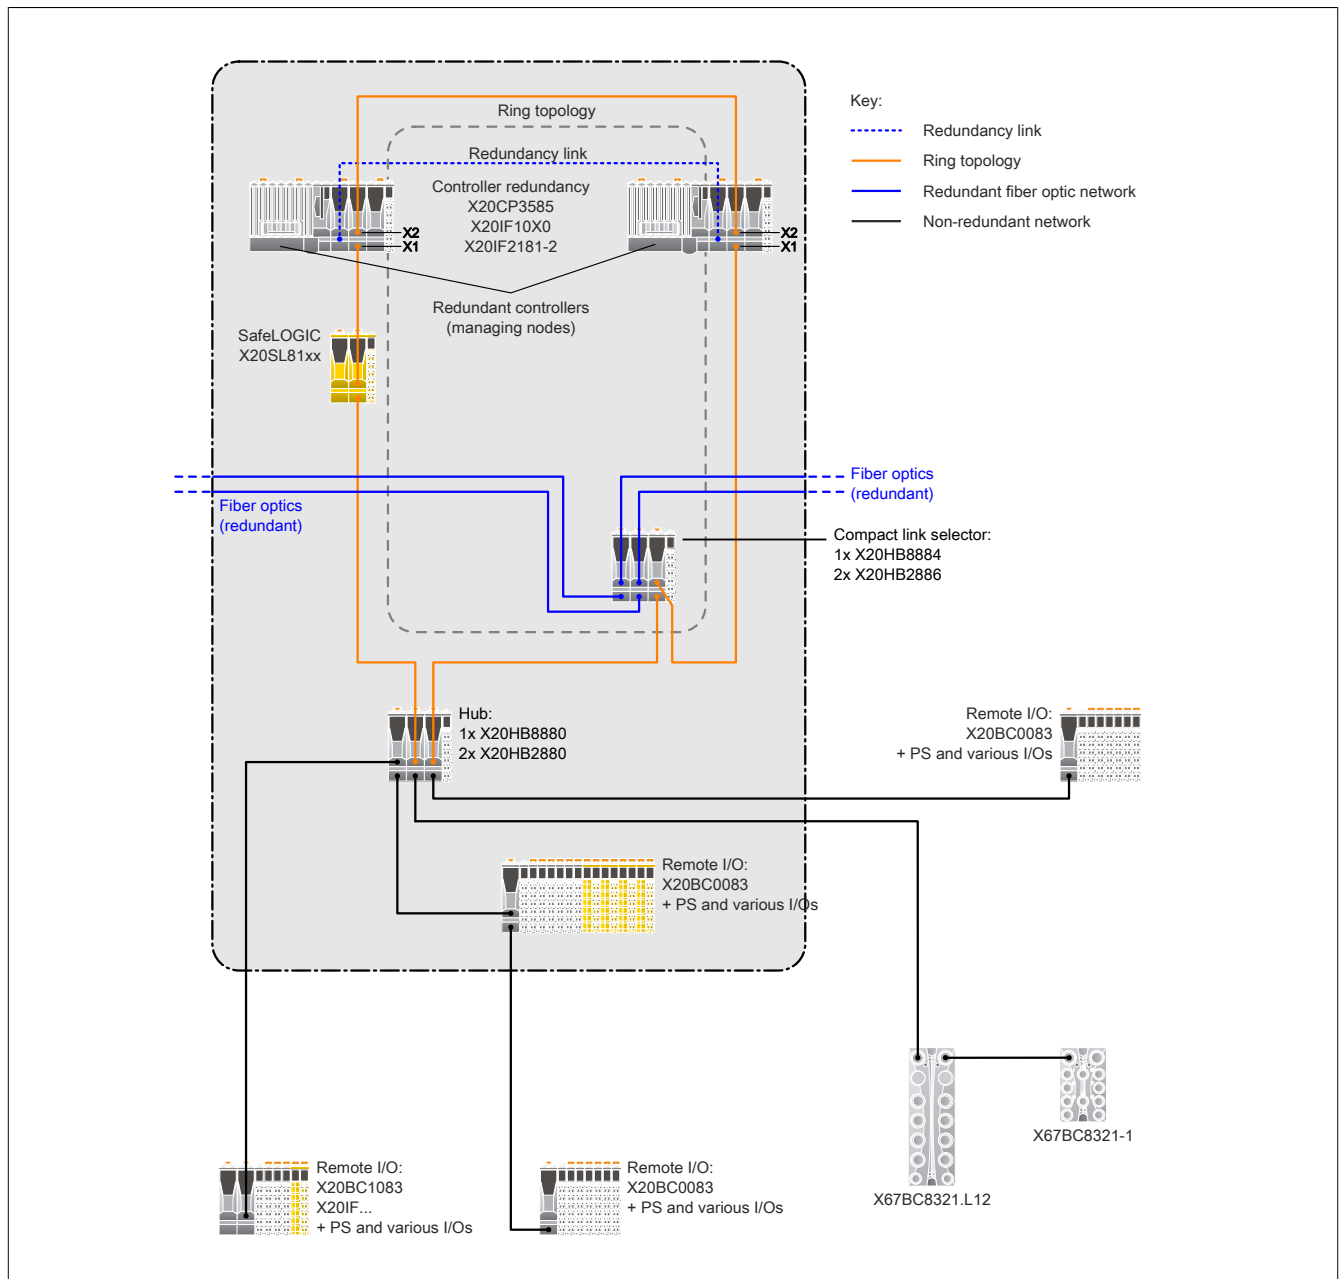 Ring topology
Redundancy link
Controller redundancy
X20CP3585
X20IF10X0
X20IF2181-2
X2
X1
X2
X1
Redundant controllers
(managing nodes)
Key:
Redundancy link
Ring topology
Redundant fiber optic network
Non-redundant network
SafeLOGIC
X20SL81xx
Fiber optics
(redundant)
Fiber optics
(redundant)
Compact link selector:
1x X20HB8884
2x X20HB2886
Hub:
1x X20HB8880
2x X20HB2880
Remote I/O:
X20BC0083
+ PS and various I/Os
Remote I/O:
X20BC0083
+ PS and various I/Os
X67BC8321-1
X67BC8321.L12
Remote I/O:
X20BC1083
X20IF...
+ PS and various I/Os
Remote I/O:
X20BC0083
+ PS and various I/Os